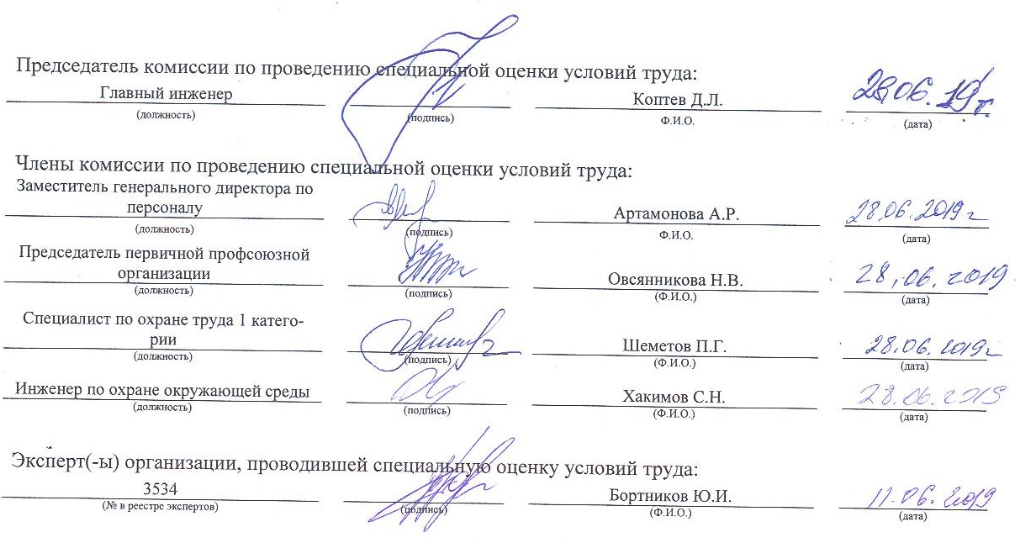 Председатель комиссии по проведению специальной оценки условий труда:
Главный инженер Коптев Д.Л. 28.06.19г.
(должность) (подпись) Ф.И.О. (дата)
Члены комиссии по проведению специальной оценки условий труда:
Заместитель генерального директора по
персоналу Артамонова А.Р. 28.06.2019г
(должность) (подпись) Ф.И.О. (дата)
Председатель первичной профсоюзной
организации Овсянникова Н.В. 28.06.2019
(должность) (подпись) (Ф.И.О.) (дата)
Специалист по охране труда 1 катего-
рии Шеметов П.Г. 28.06.2019г
(должность) (подпись) (Ф.И.О.) (дата)
Инженер по охране окружающей среды Хакимов С.Н. 28.06.2019
(должность) (подпись) (Ф.И.О.) (дата)
Эксперт(-ы) организации, проводившей специальную оценку условий труда:
3534 Бортников Ю.И. 11.06.2019
(№ в реестре экспертов) (подпись) (Ф.И.О.) (дата)